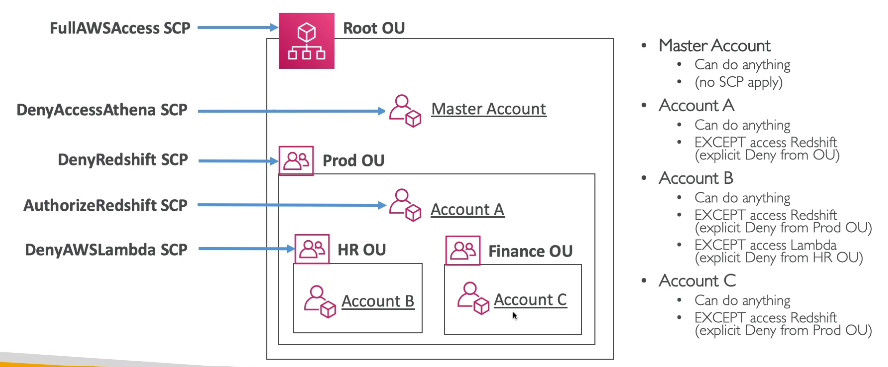 FullAWSAccess SCP
Root OU
DenyAccessAthena SCP
Master Account
DenyRedshift SCP
Prod OU
AuthorizeRedshift SCP
Account A
DenyAWSLambda SCP
HR OU
Finance OU
Account B
Account C
• Master Account
• Can do anything
• (no SCP apply)
• Account A
• Can do anything
• EXCEPT access Redshift
(explicit Deny from OU)
• Account B
• Can do anything
• EXCEPT access Redshift
(explicit Deny from Prod OU)
• EXCEPT access Lambda
(explicit Deny from HR OU)
• Account C
• Can do anything
• EXCEPT access Redshift
(explicit Deny from Prod OU)